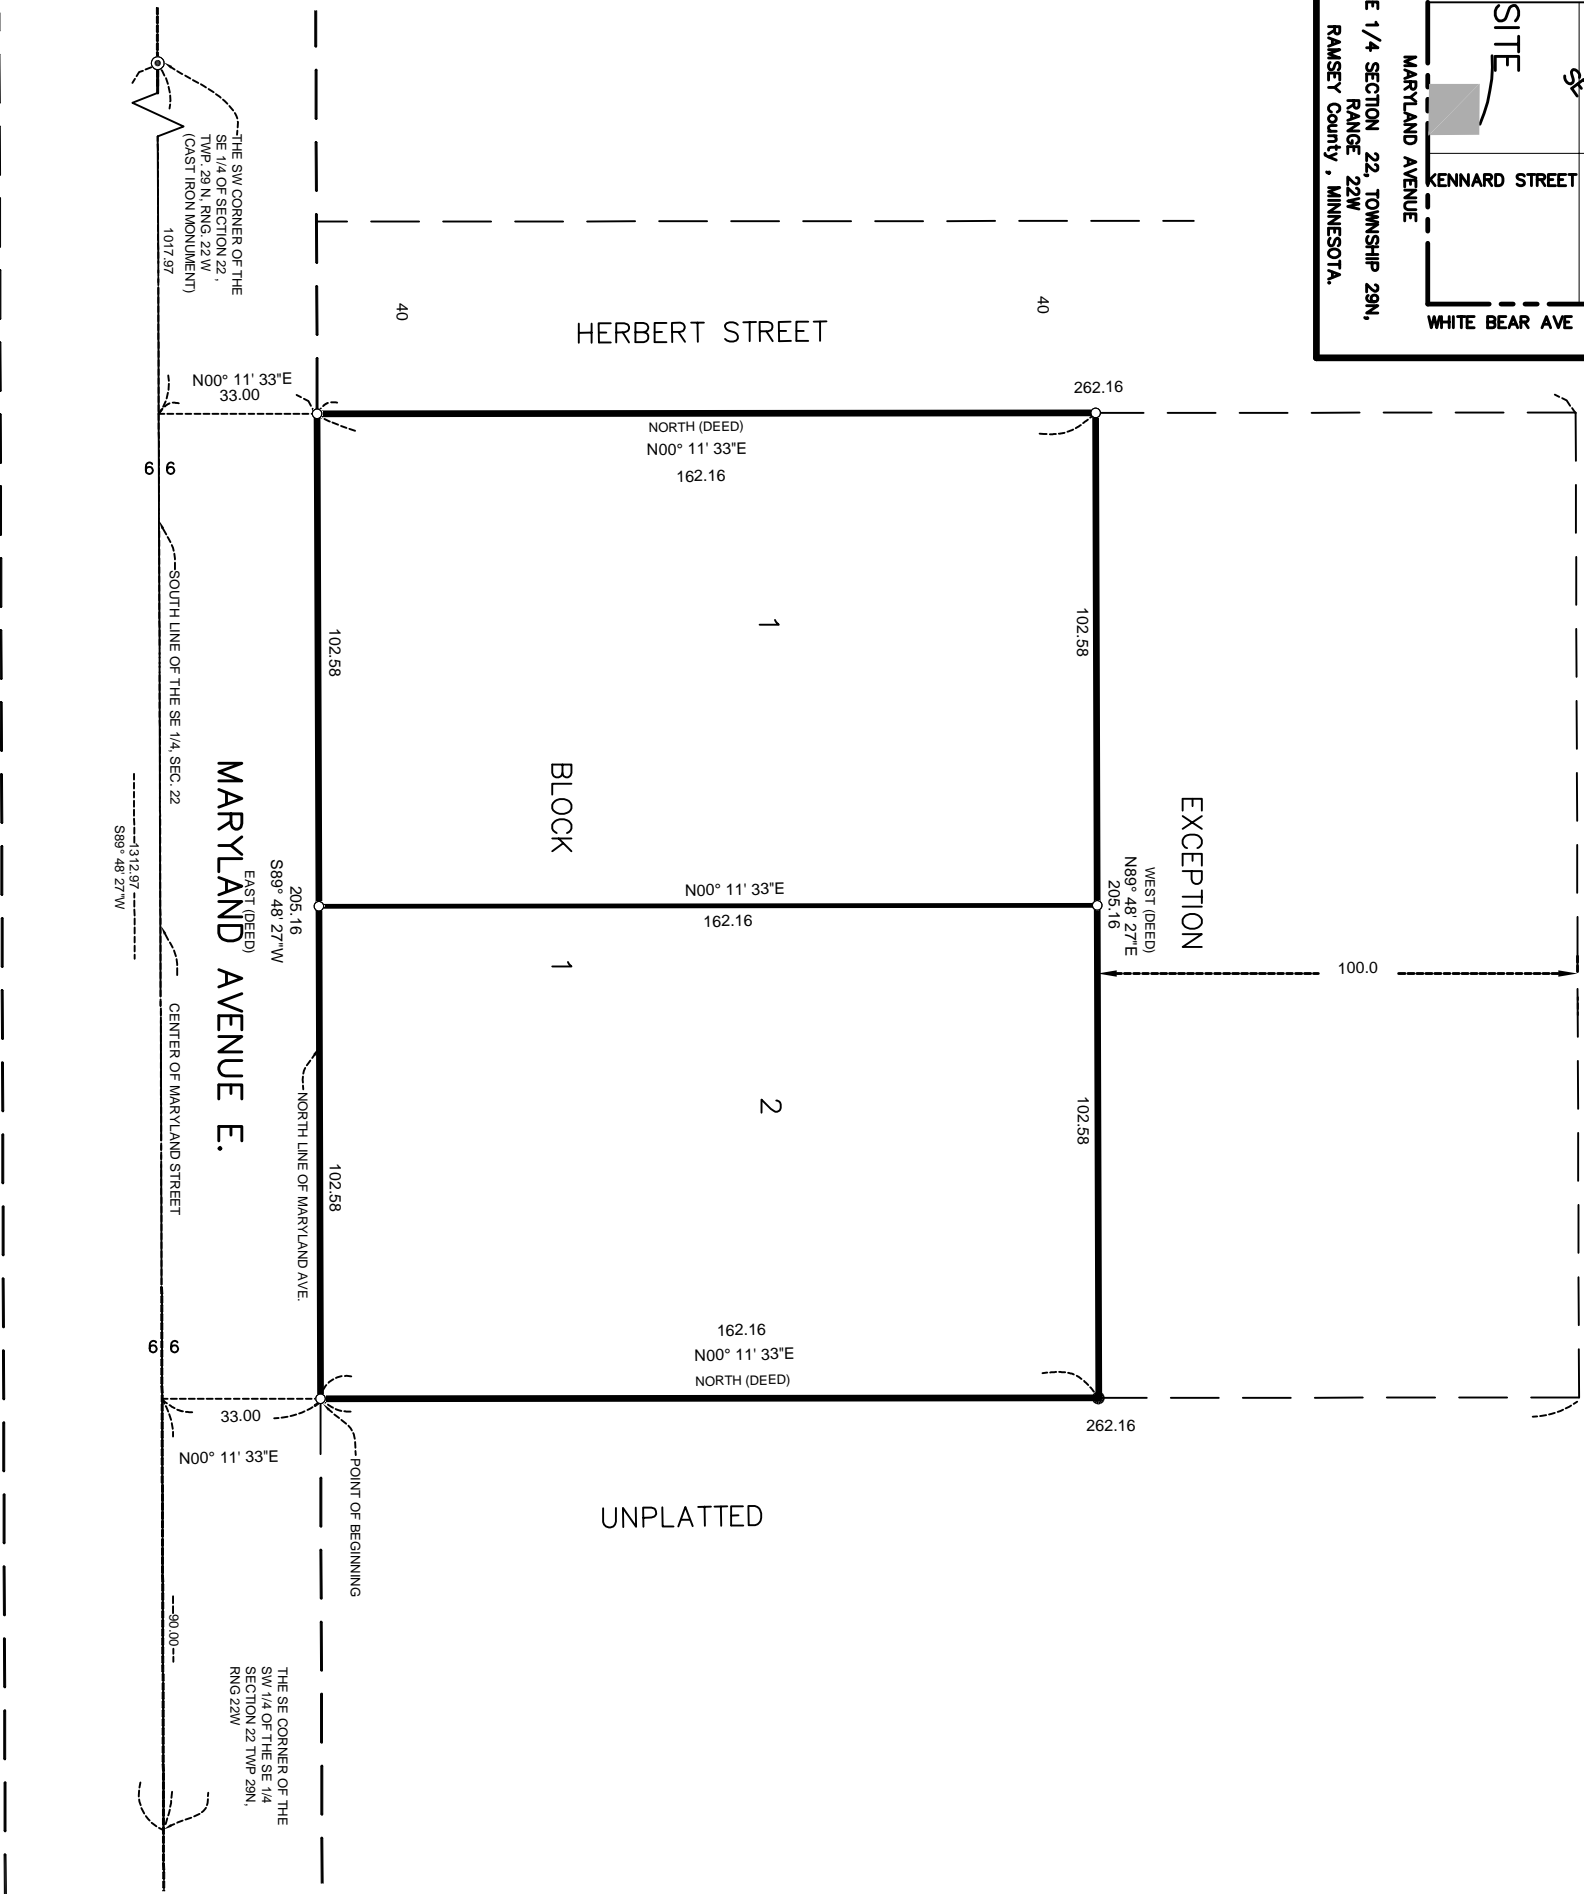 SITE
SE
MARYLAND AVENUE
KENNARD STREET
WHITE BEAR AVE
E 1/4 SECTION 22, TOWNSHIP 29N,
RANGE 22W
RAMSEY County, MINNESOTA.
THE SW CORNER OF THE
SE 1/4 OF SECTION 22,
TWP. 29 N, RNG. 22 W
(CAST IRON MONUMENT)
1017.97
40
40
HERBERT STREET
N00° 11' 33"E
33.00
262.16
NORTH (DEED)
N00° 11' 33"E
162.16
6 6
SOUTH LINE OF THE SE 1/4, SEC. 22
102.58
1
102.58
BLOCK
1
EXCEPTION
WEST (DEED)
N89° 48' 27"E
205.16
100.0
N00° 11' 33"E
162.16
1312.97
S89° 48' 27"W
MARYLAND AVENUE E.
205.16
S89° 48' 27"W
EAST (DEED)
CENTER OF MARYLAND STREET
NORTH LINE OF MARYLAND AVE.
102.58
2
102.58
162.16
N00° 11' 33"E
NORTH (DEED)
6 6
33.00
N00° 11' 33"E
262.16
POINT OF BEGINNING
UNPLATTED
90.00
THE SE CORNER OF THE
SW 1/4 OF THE SE 1/4
SECTION 22 TWP 29N,
RNG 22W